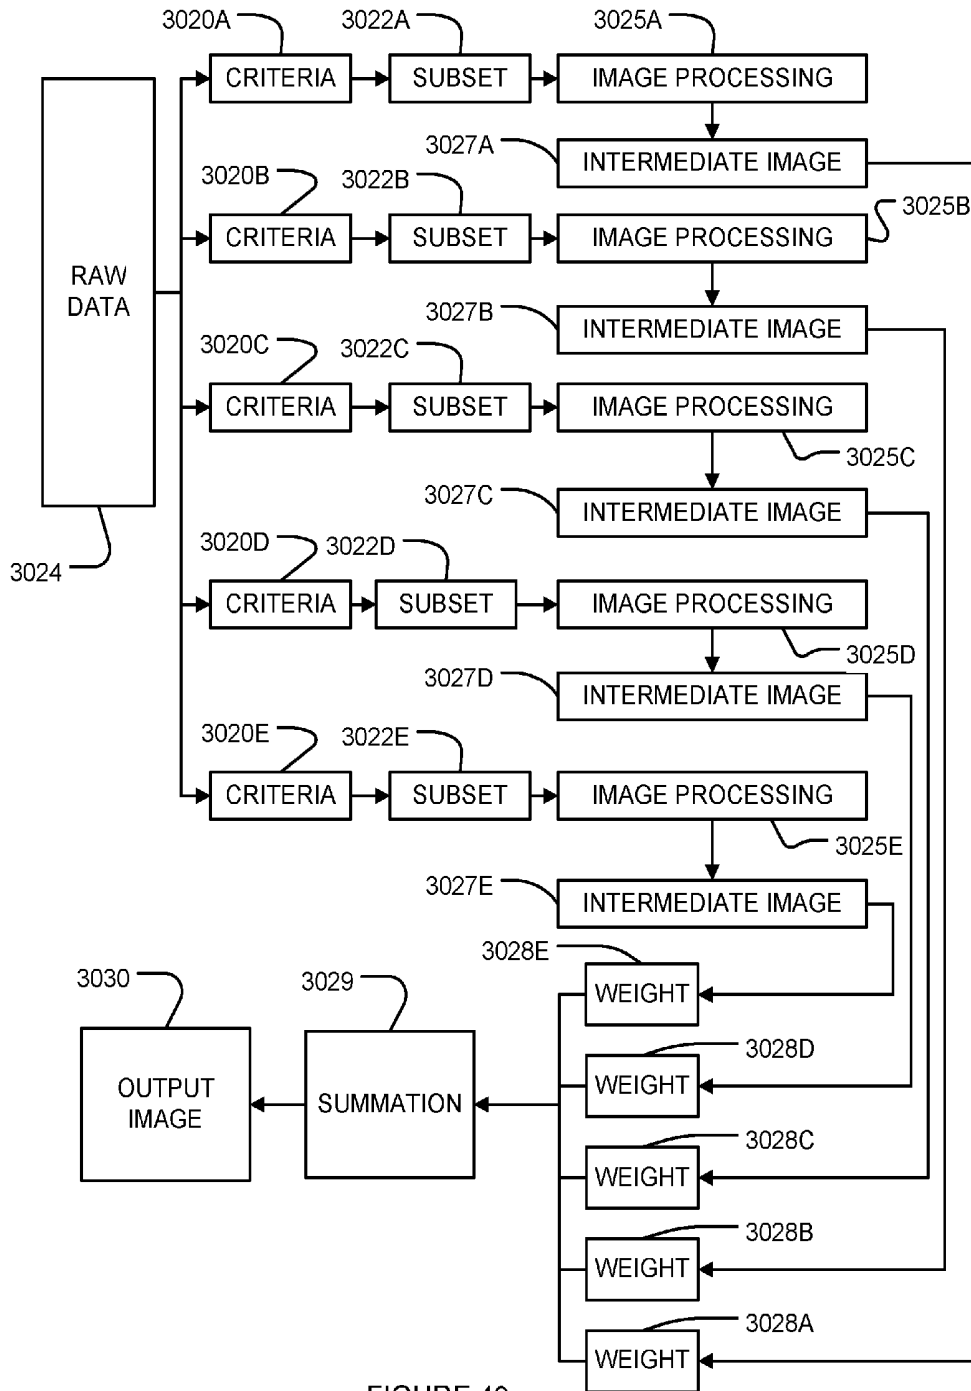 3020A
3022A
3025A
CRITERIA
SUBSET
IMAGE PROCESSING
3027A
INTERMEDIATE IMAGE
3020B
3022B
3025B
CRITERIA
SUBSET
IMAGE PROCESSING
RAW
DATA
3027B
INTERMEDIATE IMAGE
3020C
3022C
CRITERIA
SUBSET
IMAGE PROCESSING
3025C
3027C
INTERMEDIATE IMAGE
3024
3020D
3022D
CRITERIA
SUBSET
IMAGE PROCESSING
3025D
3027D
INTERMEDIATE IMAGE
3020E
3022E
CRITERIA
SUBSET
IMAGE PROCESSING
3025E
3027E
INTERMEDIATE IMAGE
3028E
WEIGHT
3030
3029
3028D
WEIGHT
OUTPUT
IMAGE
SUMMATION
3028C
WEIGHT
3028B
WEIGHT
3028A
WEIGHT
FIGURE